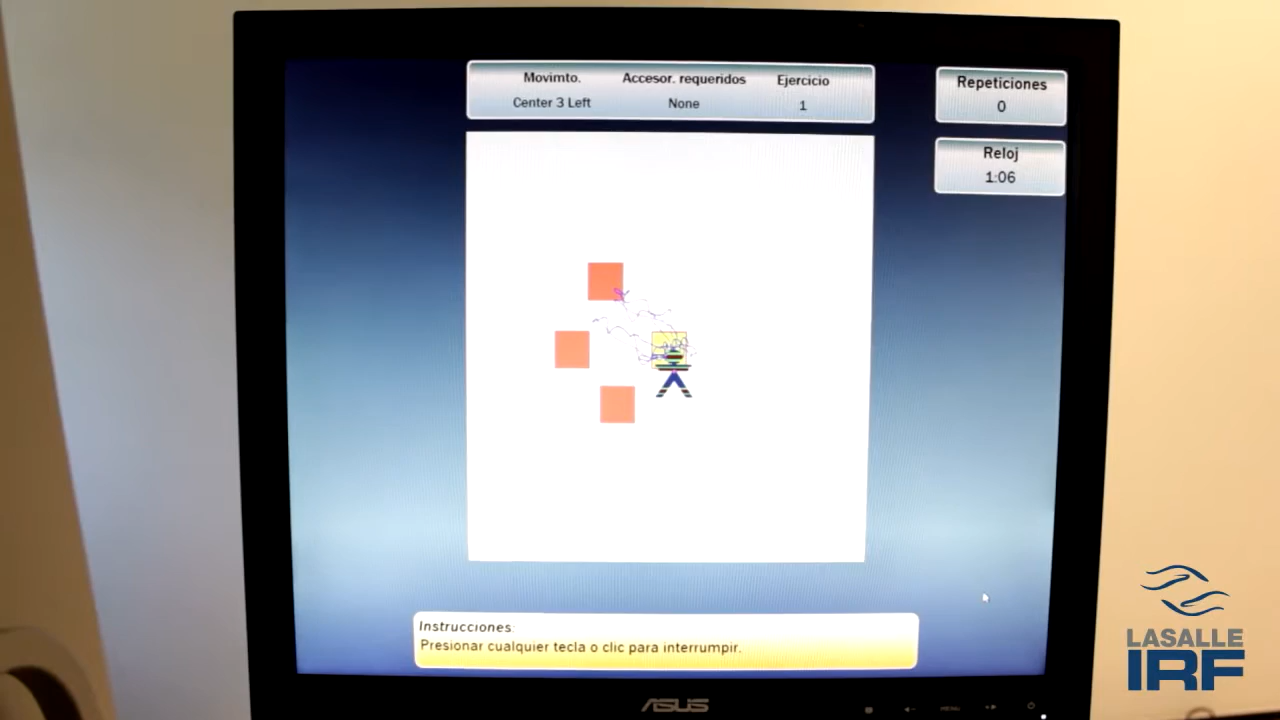 Movimto. Accesor. requeridos Ejercicio
Center 3 Left None 1
Repeticiones
0
Reloj
1:06
Instrucciones:
Presionar cualquier tecla o clic para interrumpir.
ASUS
MENU
LASALLE
IRF